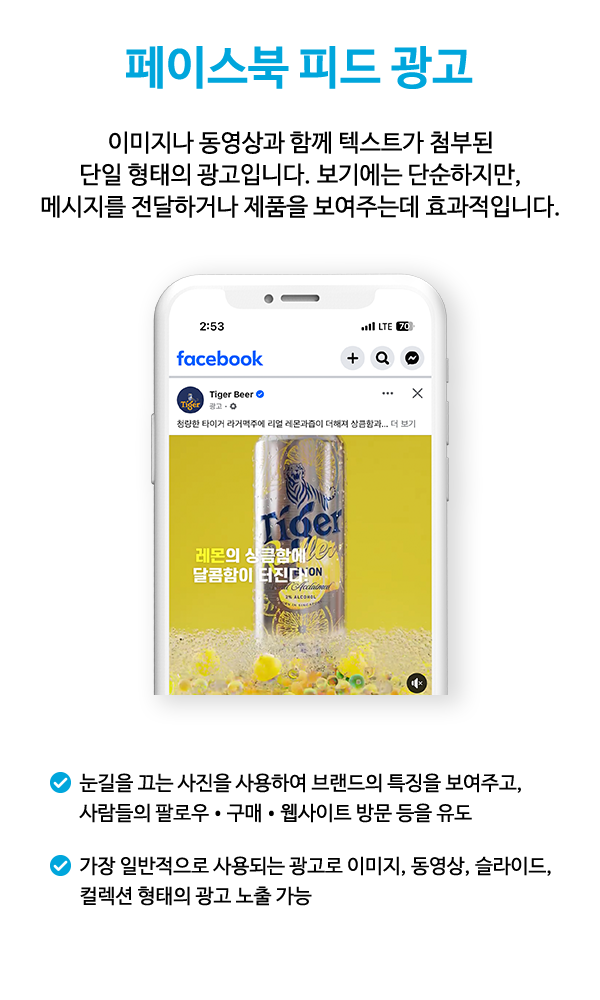 페이스북 피드 광고
이미지나 동영상과 함께 텍스트가 첨부된
단일 형태의 광고입니다. 보기에는 단순하지만,
메시지를 전달하거나 제품을 보여주는데 효과적입니다.
2:53
LTE 70
facebook
Tiger
Tiger Beer
광고 ·
청량한 타이거 라거맥주에 리얼 레몬과즙이 더해져 상큼함과... 더 보기
Tiger
레몬의 상큼함에
달콤함이 터진다!
2% ALCOHOL
눈길을 끄는 사진을 사용하여 브랜드의 특징을 보여주고,
사람들의 팔로우 • 구매 • 웹사이트 방문 등을 유도
가장 일반적으로 사용되는 광고로 이미지, 동영상, 슬라이드,
컬렉션 형태의 광고 노출 가능